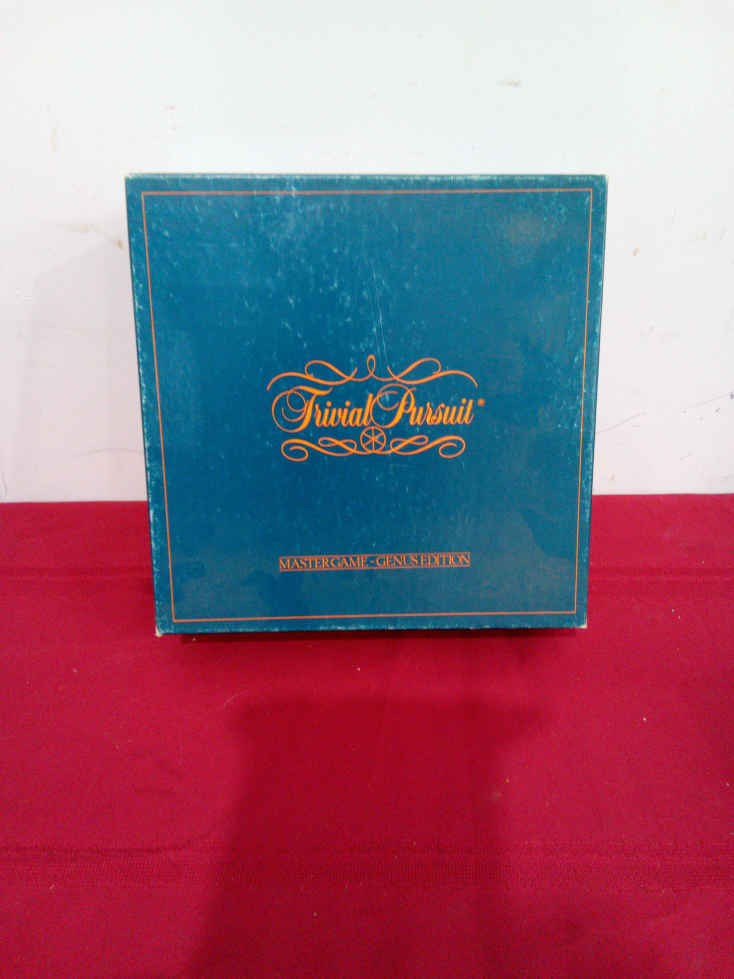 Trivial Pursuit®
MASTER GAME - GENUS EDITION